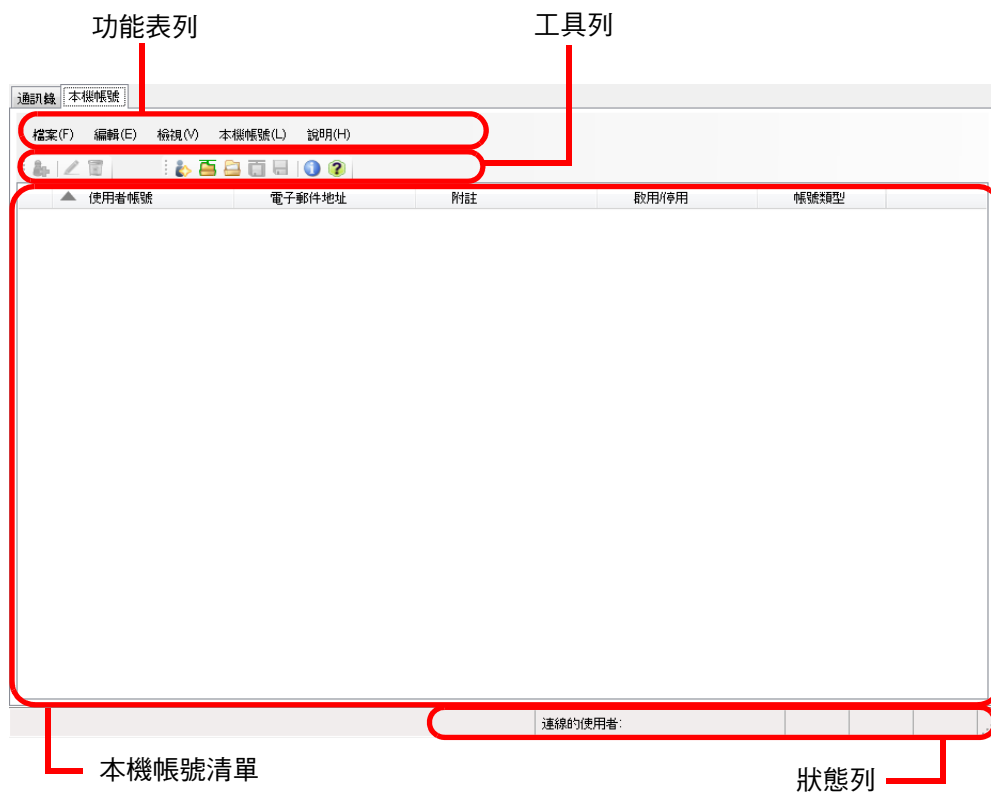 功能表列 工具列
通訊錄 本機帳號
檔案(F) 編輯(E) 檢視(V) 本機帳號(L) 說明(H)
使用者帳號 電子郵件地址 附註 啟用/停用 帳號類型
連線的使用者:
本機帳號清單
狀態列